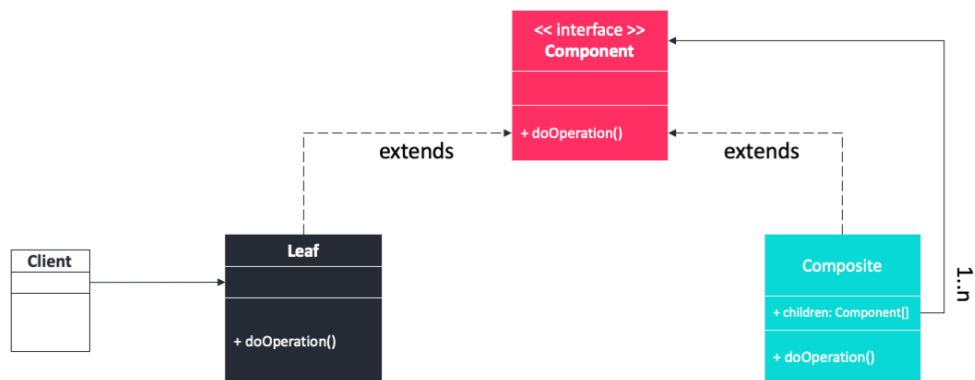 << interface >>
Component
+ doOperation()
extends
extends
Client
Leaf
+ doOperation()
Composite
+ children: Component[]
+ doOperation()
1..n